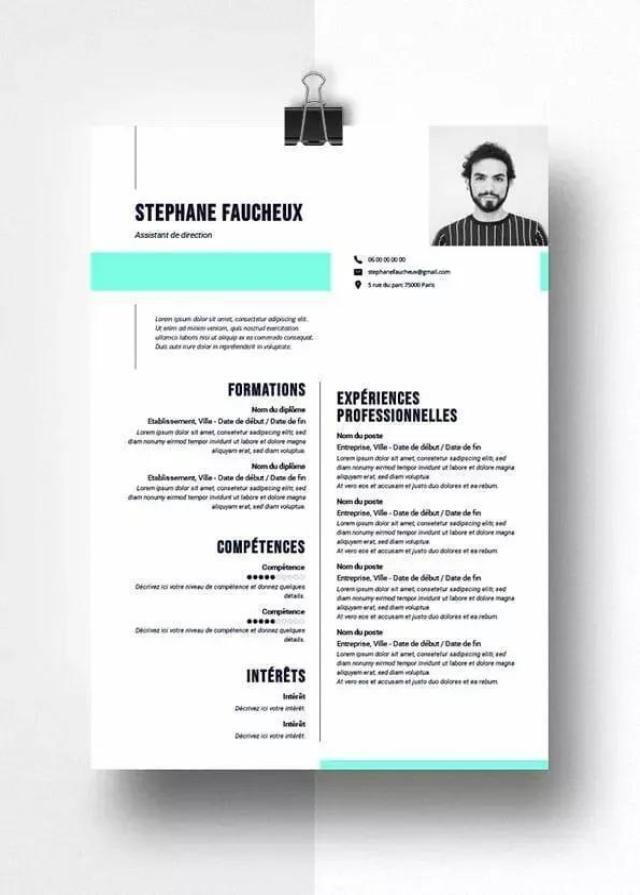 STEPHANE FAUCHEUX
Assistant de direction
06 00 00 00 00
stephanefaucheux@gmail.com
5 rue du parc 75000 Paris
Lorem ipsum dolor sit amet, consectetur adipiscing elit.
Ut enim ad minim veniam, quis nostrud exercitation
ullamco laboris nisi ut aliquip ex ea commodo consequat.
Duis aute irure dolor in reprehenderit in voluptate.
FORMATIONS
Nom du diplôme
Etablissement, Ville - Date de début / Date de fin
Lorem ipsum dolor sit amet, consetetur sadipscing elitr, sed
diam nonumy eirmod tempor invidunt ut labore et dolore magna
aliquyam erat, sed diam voluptua.
Nom du diplôme
Etablissement, Ville - Date de début / Date de fin
Lorem ipsum dolor sit amet, consetetur sadipscing elitr, sed
diam nonumy eirmod tempor invidunt ut labore et dolore magna
aliquyam erat, sed diam voluptua.
COMPÉTENCES
Compétence
Décrivez ici votre niveau de compétence et donnez quelques
détails.
Compétence
Décrivez ici votre niveau de compétence et donnez quelques
détails.
INTÉRÊTS
Intérêt
Décrivez ici votre intérêt.
Intérêt
Décrivez ici votre intérêt.
EXPÉRIENCES
PROFESSIONNELLES
Nom du poste
Entreprise, Ville - Date de début / Date de fin
Lorem ipsum dolor sit amet, consetetur sadipscing elitr, sed
diam nonumy eirmod tempor invidunt ut labore et dolore magna
aliquyam erat, sed diam voluptua.
At vero eos et accusam et justo duo dolores et ea rebum.
Nom du poste
Entreprise, Ville - Date de début / Date de fin
Lorem ipsum dolor sit amet, consetetur sadipscing elitr, sed
diam nonumy eirmod tempor invidunt ut labore et dolore magna
aliquyam erat, sed diam voluptua.
At vero eos et accusam et justo duo dolores et ea rebum.
Nom du poste
Entreprise, Ville - Date de début / Date de fin
Lorem ipsum dolor sit amet, consetetur sadipscing elitr, sed
diam nonumy eirmod tempor invidunt ut labore et dolore magna
aliquyam erat, sed diam voluptua.
At vero eos et accusam et justo duo dolores et ea rebum.
Nom du poste
Entreprise, Ville - Date de début / Date de fin
Lorem ipsum dolor sit amet, consetetur sadipscing elitr, sed
diam nonumy eirmod tempor invidunt ut labore et dolore magna
aliquyam erat, sed diam voluptua.
At vero eos et accusam et justo duo dolores et ea rebum.